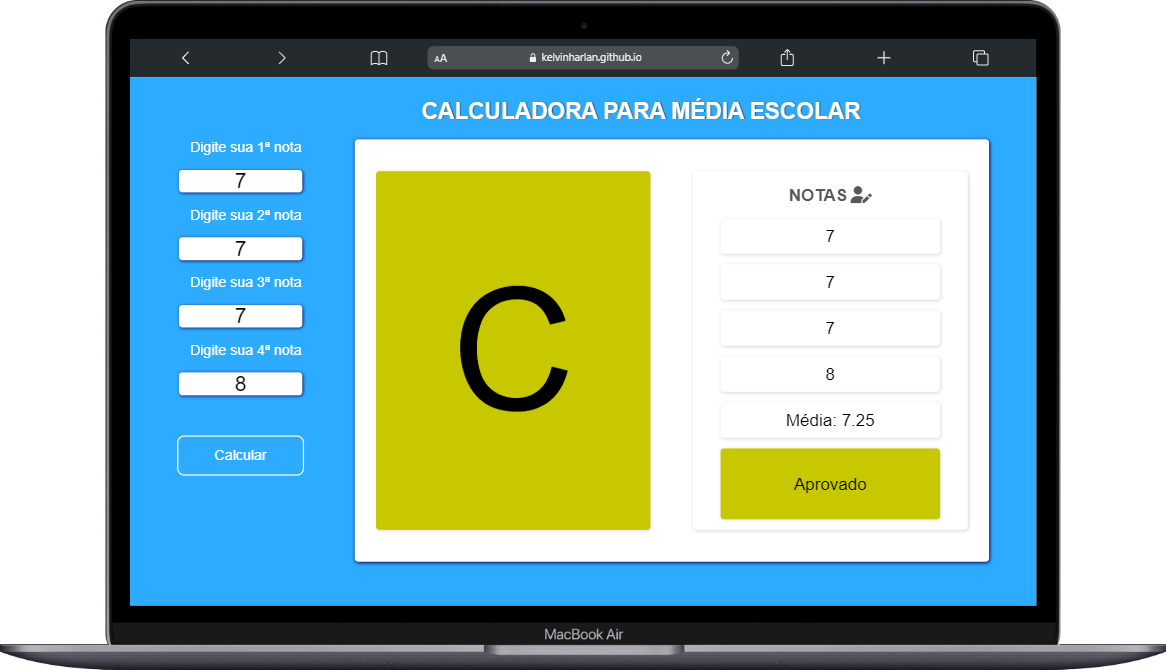 AA
kelvinharlan.github.io
CALCULADORA PARA MÉDIA ESCOLAR
Digite sua 1ª nota
7
Digite sua 2ª nota
7
Digite sua 3ª nota
7
Digite sua 4ª nota
8
Calcular
C
NOTAS
7
7
7
8
Média: 7.25
Aprovado
MacBook Air